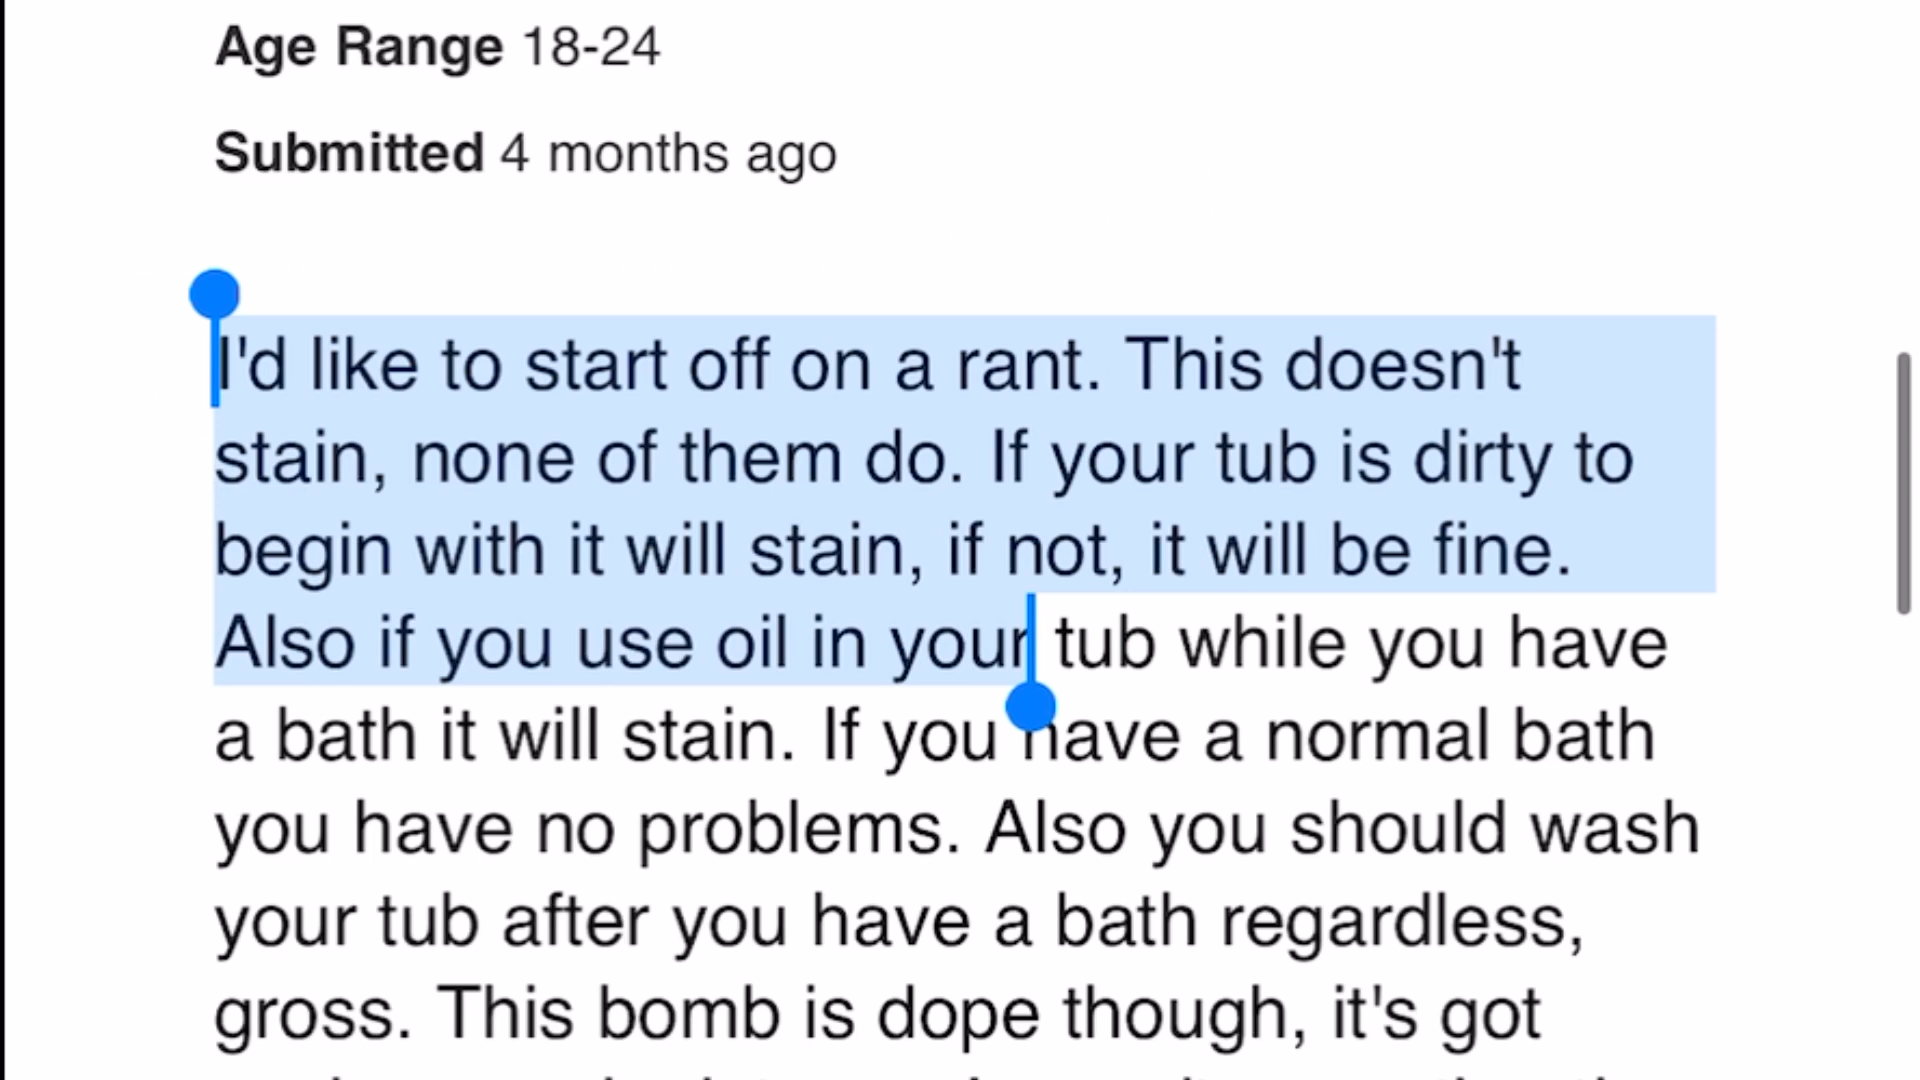 Age Range 18-24
Submitted 4 months ago
I'd like to start off on a rant. This doesn't
stain, none of them do. If your tub is dirty to
begin with it will stain, if not, it will be fine.
Also if you use oil in your tub while you have
a bath it will stain. If you have a normal bath
you have no problems. Also you should wash
your tub after you have a bath regardless,
gross. This bomb is dope though, it's got